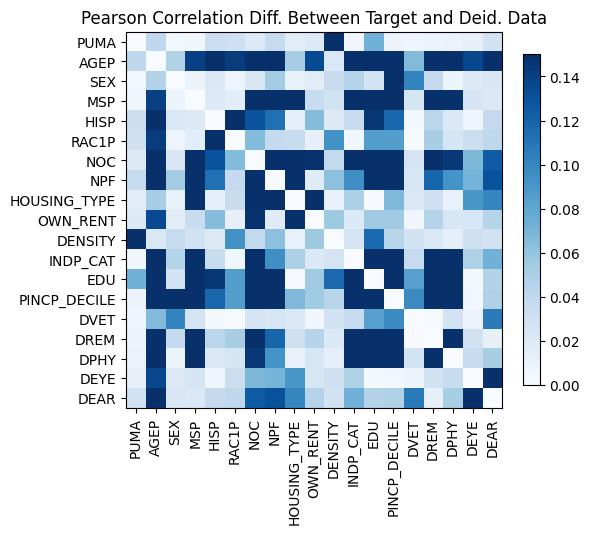 Pearson Correlation Diff. Between Target and Deid. Data
PUMA
AGEP
SEX
MSP
HISP
RAC1P
NOC
NPF
HOUSING_TYPE
OWN_RENT
DENSITY
INDP_CAT
EDU
PINCP_DECILE
DVET
DREM
DPHY
DEYE
DEAR
PUMA
AGEP
SEX
MSP
HISP
RAC1P
NOC
NPF
HOUSING_TYPE
OWN_RENT
DENSITY
INDP_CAT
EDU
PINCP_DECILE
DVET
DREM
DPHY
DEYE
DEAR
0.14
0.12
0.10
0.08
0.06
0.04
0.02
0.00